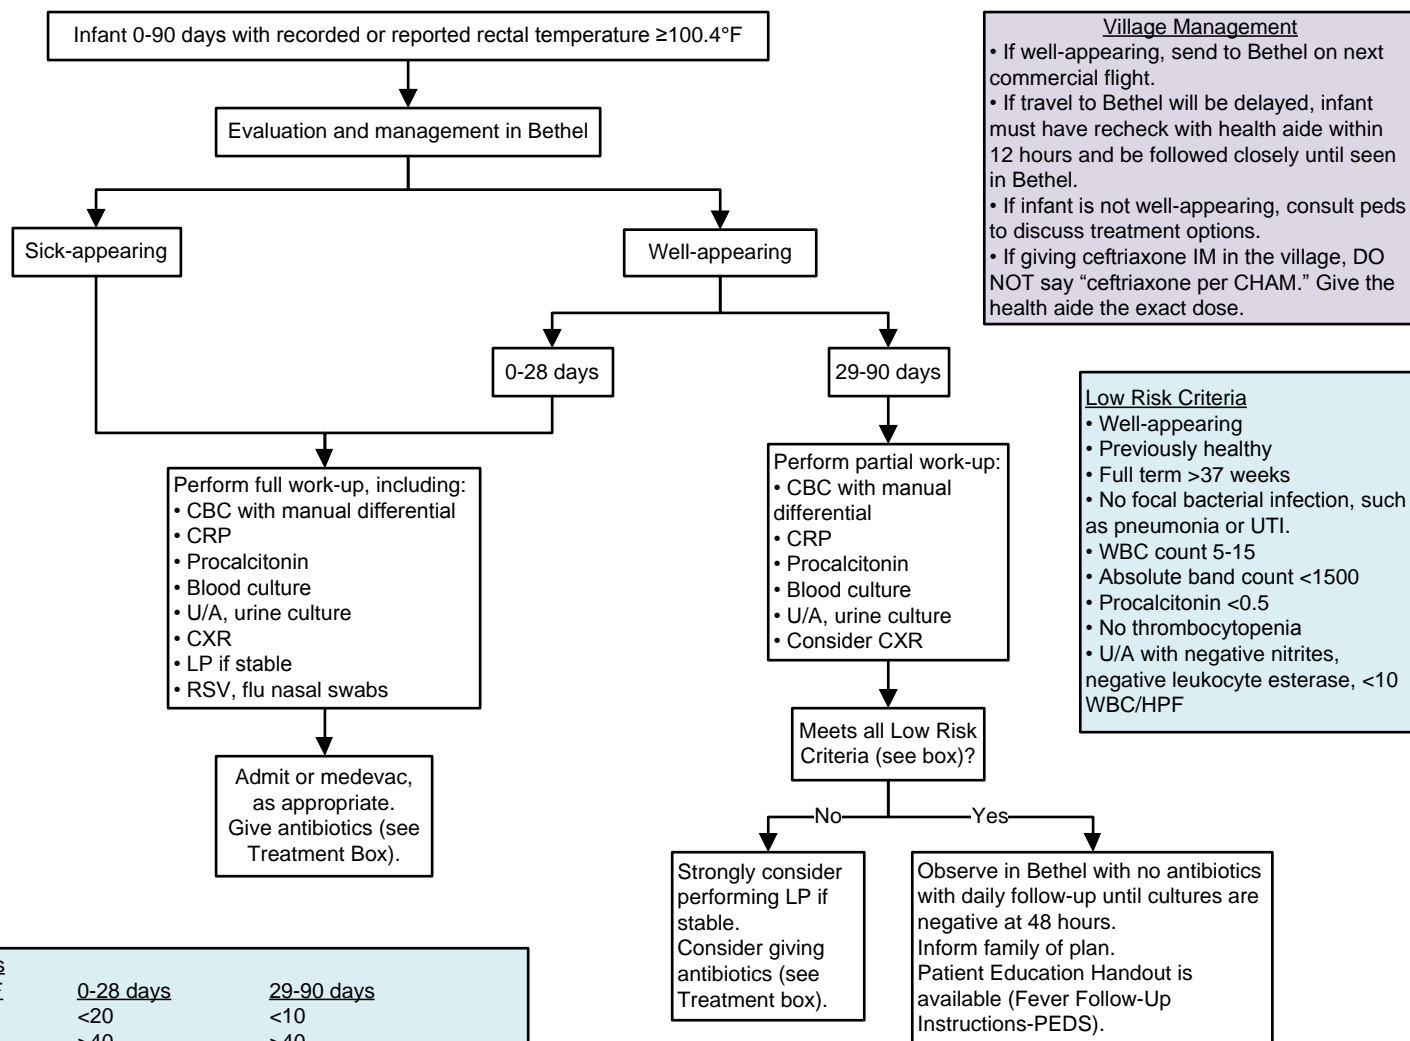 Infant 0-90 days with recorded or reported rectal temperature ≥100.4°F
Evaluation and management in Bethel
Sick-appearing
Well-appearing
0-28 days
29-90 days
Perform full work-up, including:
• CBC with manual differential
• CRP
• Procalcitonin
• Blood culture
• U/A, urine culture
• CXR
• LP if stable
• RSV, flu nasal swabs
Admit or medevac,
as appropriate.
Give antibiotics (see
Treatment Box).
Perform partial work-up:
• CBC with manual
differential
• CRP
• Procalcitonin
• Blood culture
• U/A, urine culture
• Consider CXR
Meets all Low Risk
Criteria (see box)?
No
Yes
Strongly consider
performing LP if
stable.
Consider giving
antibiotics (see
Treatment box).
Observe in Bethel with no antibiotics
with daily follow-up until cultures are
negative at 48 hours.
Inform family of plan.
Patient Education Handout is
available (Fever Follow-Up
Instructions-PEDS).
Village Management
• If well-appearing, send to Bethel on next
commercial flight.
• If travel to Bethel will be delayed, infant
must have recheck with health aide within
12 hours and be followed closely until seen
in Bethel.
• If infant is not well-appearing, consult peds
to discuss treatment options.
• If giving ceftriaxone IM in the village, DO
NOT say “ceftriaxone per CHAM.” Give the
health aide the exact dose.
Low Risk Criteria
• Well-appearing
• Previously healthy
• Full term >37 weeks
• No focal bacterial infection, such
as pneumonia or UTI.
• WBC count 5-15
• Absolute band count <1500
• Procalcitonin <0.5
• No thrombocytopenia
• U/A with negative nitrites,
negative leukocyte esterase, <10
WBC/HPF
0-28 days 29-90 days
<20 <10
>40 >40